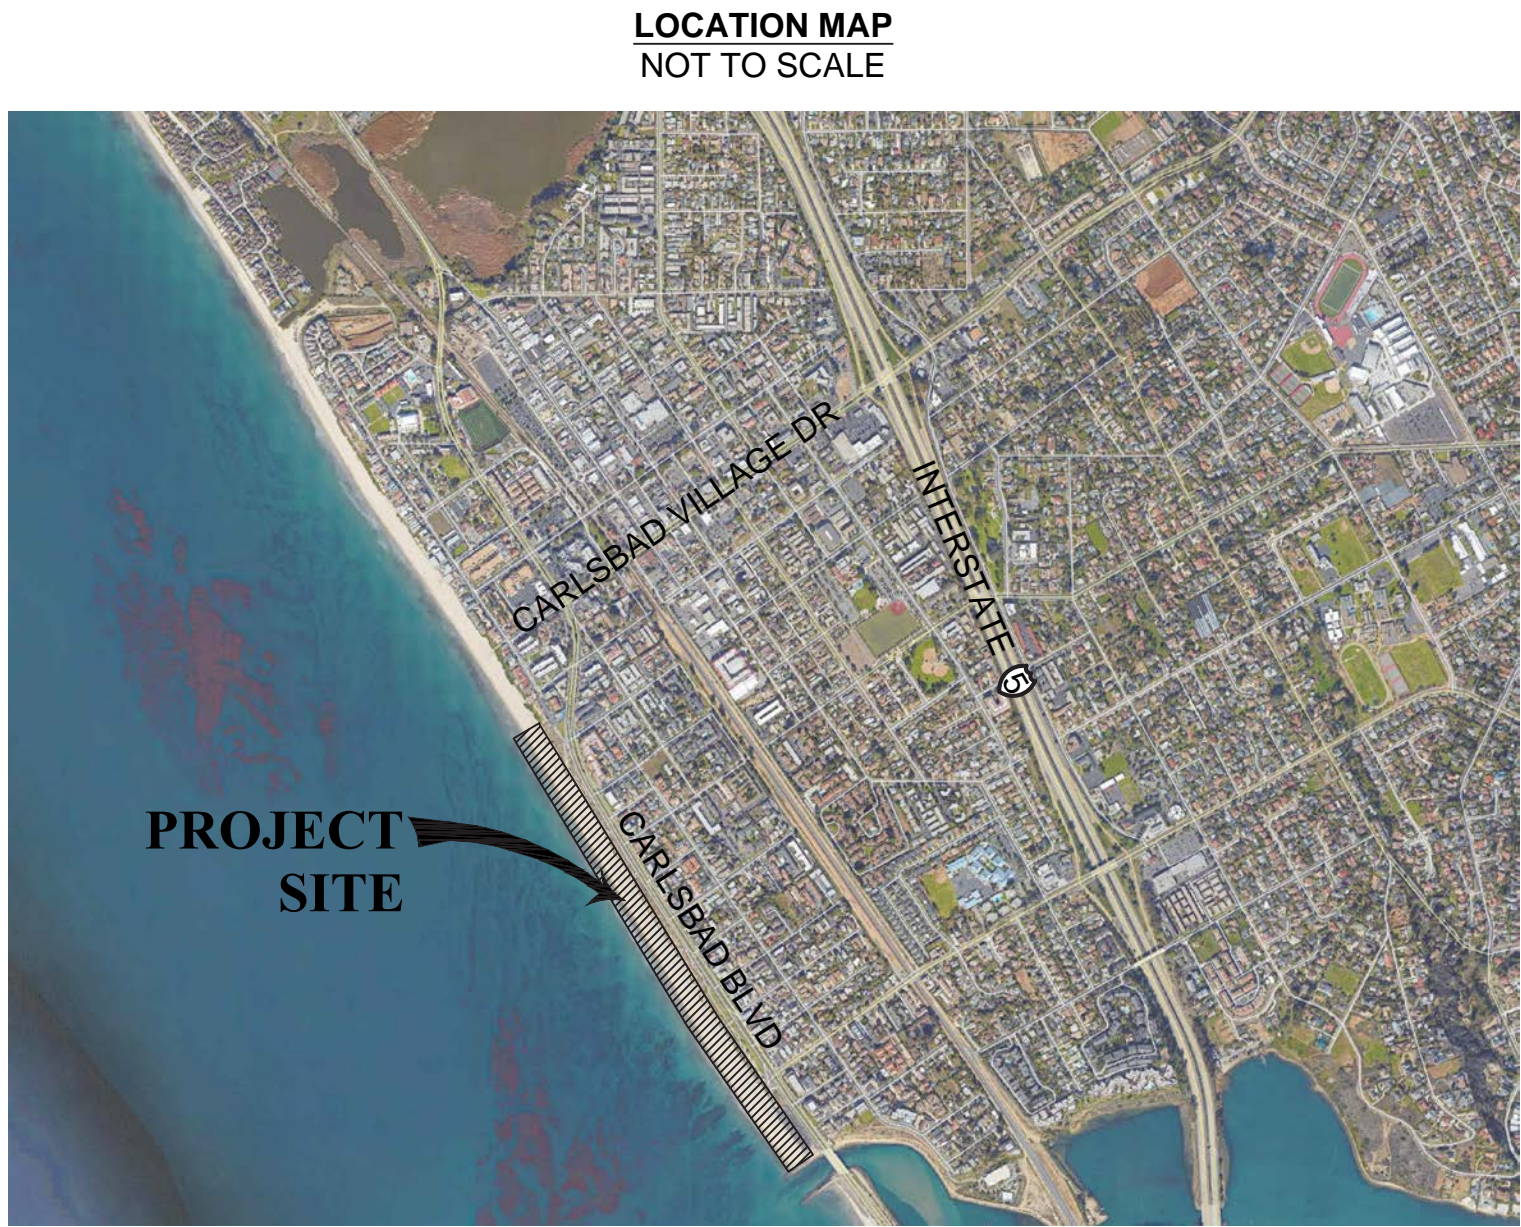 LOCATION MAP
NOT TO SCALE
CARLSBAD VILLAGE DR
INTERSTATE
5
PROJECT
SITE
CARLSBAD BLVD